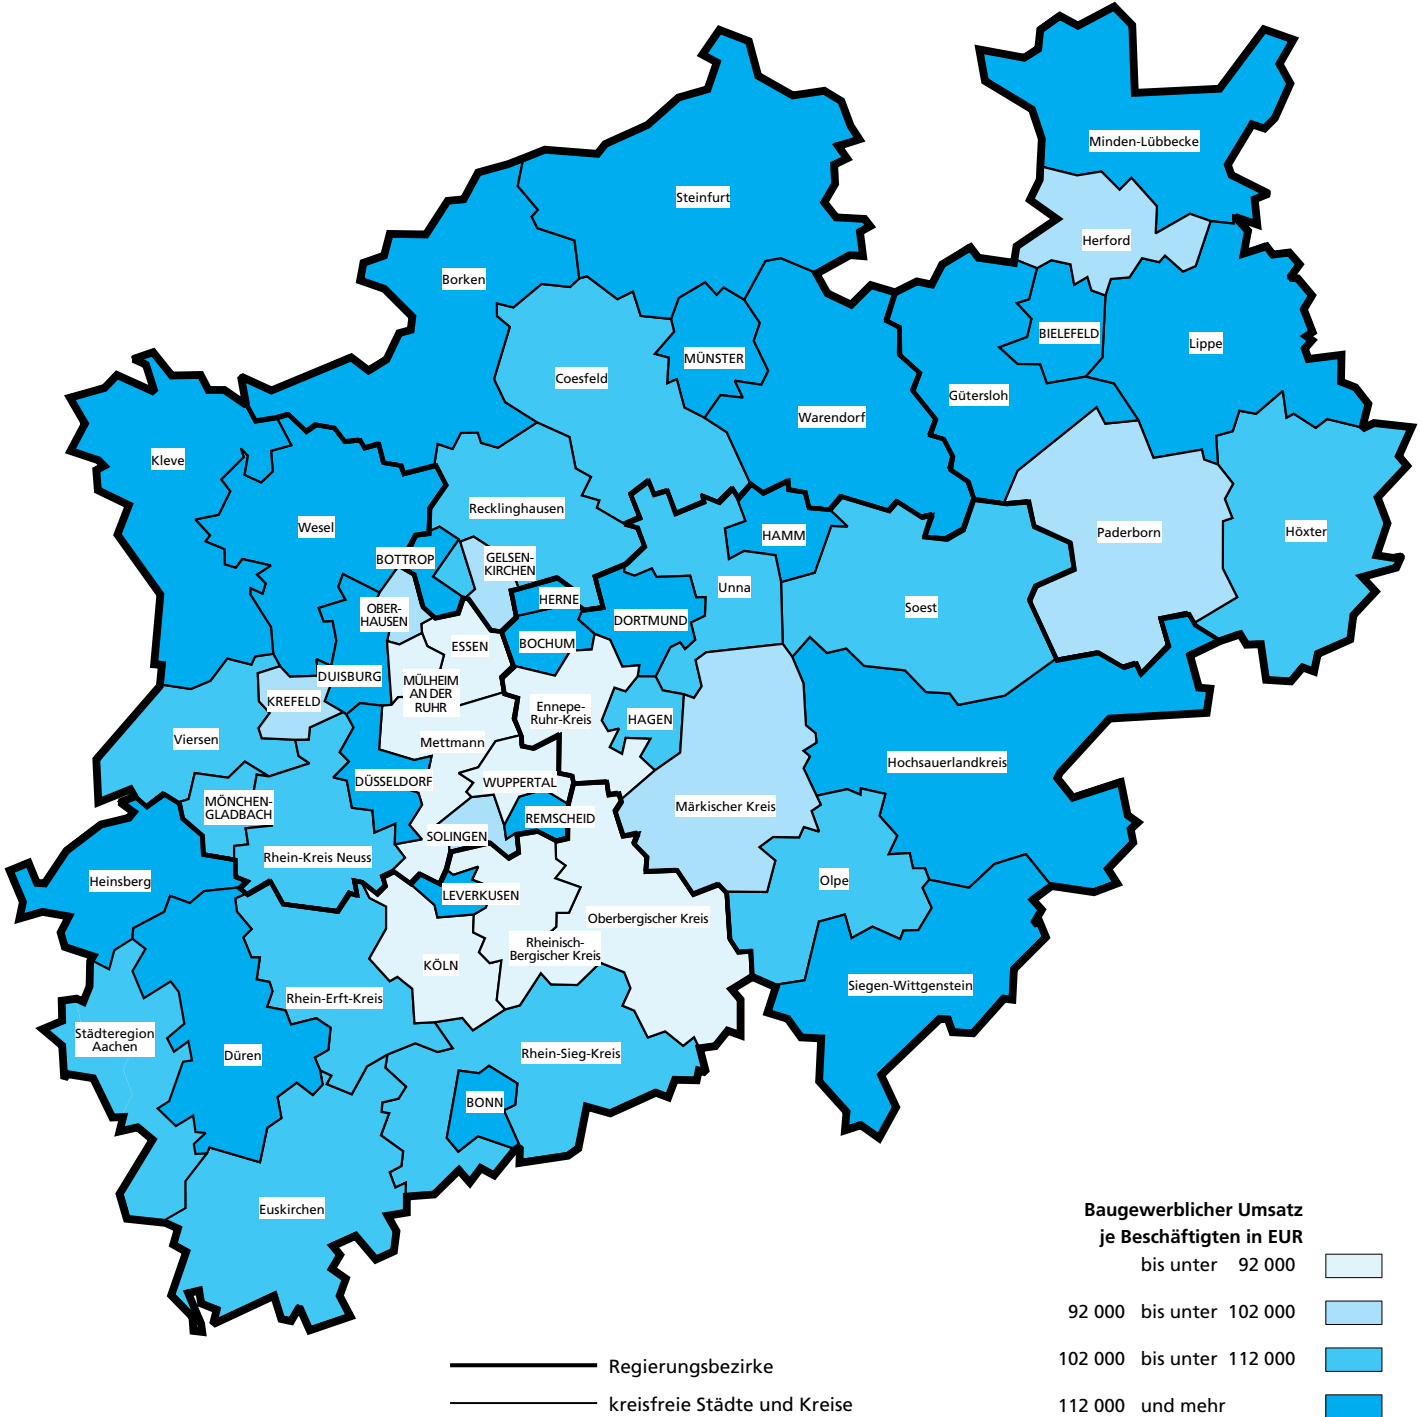 Minden-Lübbecke
Steinfurt
Herford
Borken
BIELEFELD
Lippe
MÜNSTER
Coesfeld
Gütersloh
Warendorf
Kleve
Recklinghausen
Wesel
HAMM
Paderborn
Höxter
BOTTROP
GELSEN-
KIRCHEN
Unna
HERNE
OBER-
HAUSEN
DORTMUND
Soest
ESSEN
BOCHUM
DUISBURG
MÜLHEIM
AN DER
RUHR
KREFELD
Ennepe-
Ruhr-Kreis
HAGEN
Viersen
Mettmann
Hochsauerlandkreis
DÜSSELDORF
WUPPERTAL
MÖNCHEN-
GLADBACH
Märkischer Kreis
REMSCHEID
SOLINGEN
Rhein-Kreis Neuss
Heinsberg
Olpe
LEVERKUSEN
Oberbergischer Kreis
Rheinisch-
Bergischer Kreis
KÖLN
Siegen-Wittgenstein
Rhein-Erft-Kreis
Städteregion
Aachen
Düren
Rhein-Sieg-Kreis
BONN
Euskirchen
Baugewerblicher Umsatz
je Beschäftigten in EUR
bis unter 92 000
92 000 bis unter 102 000
102 000 bis unter 112 000
112 000 und mehr
Regierungsbezirke
kreisfreie Städte und Kreise